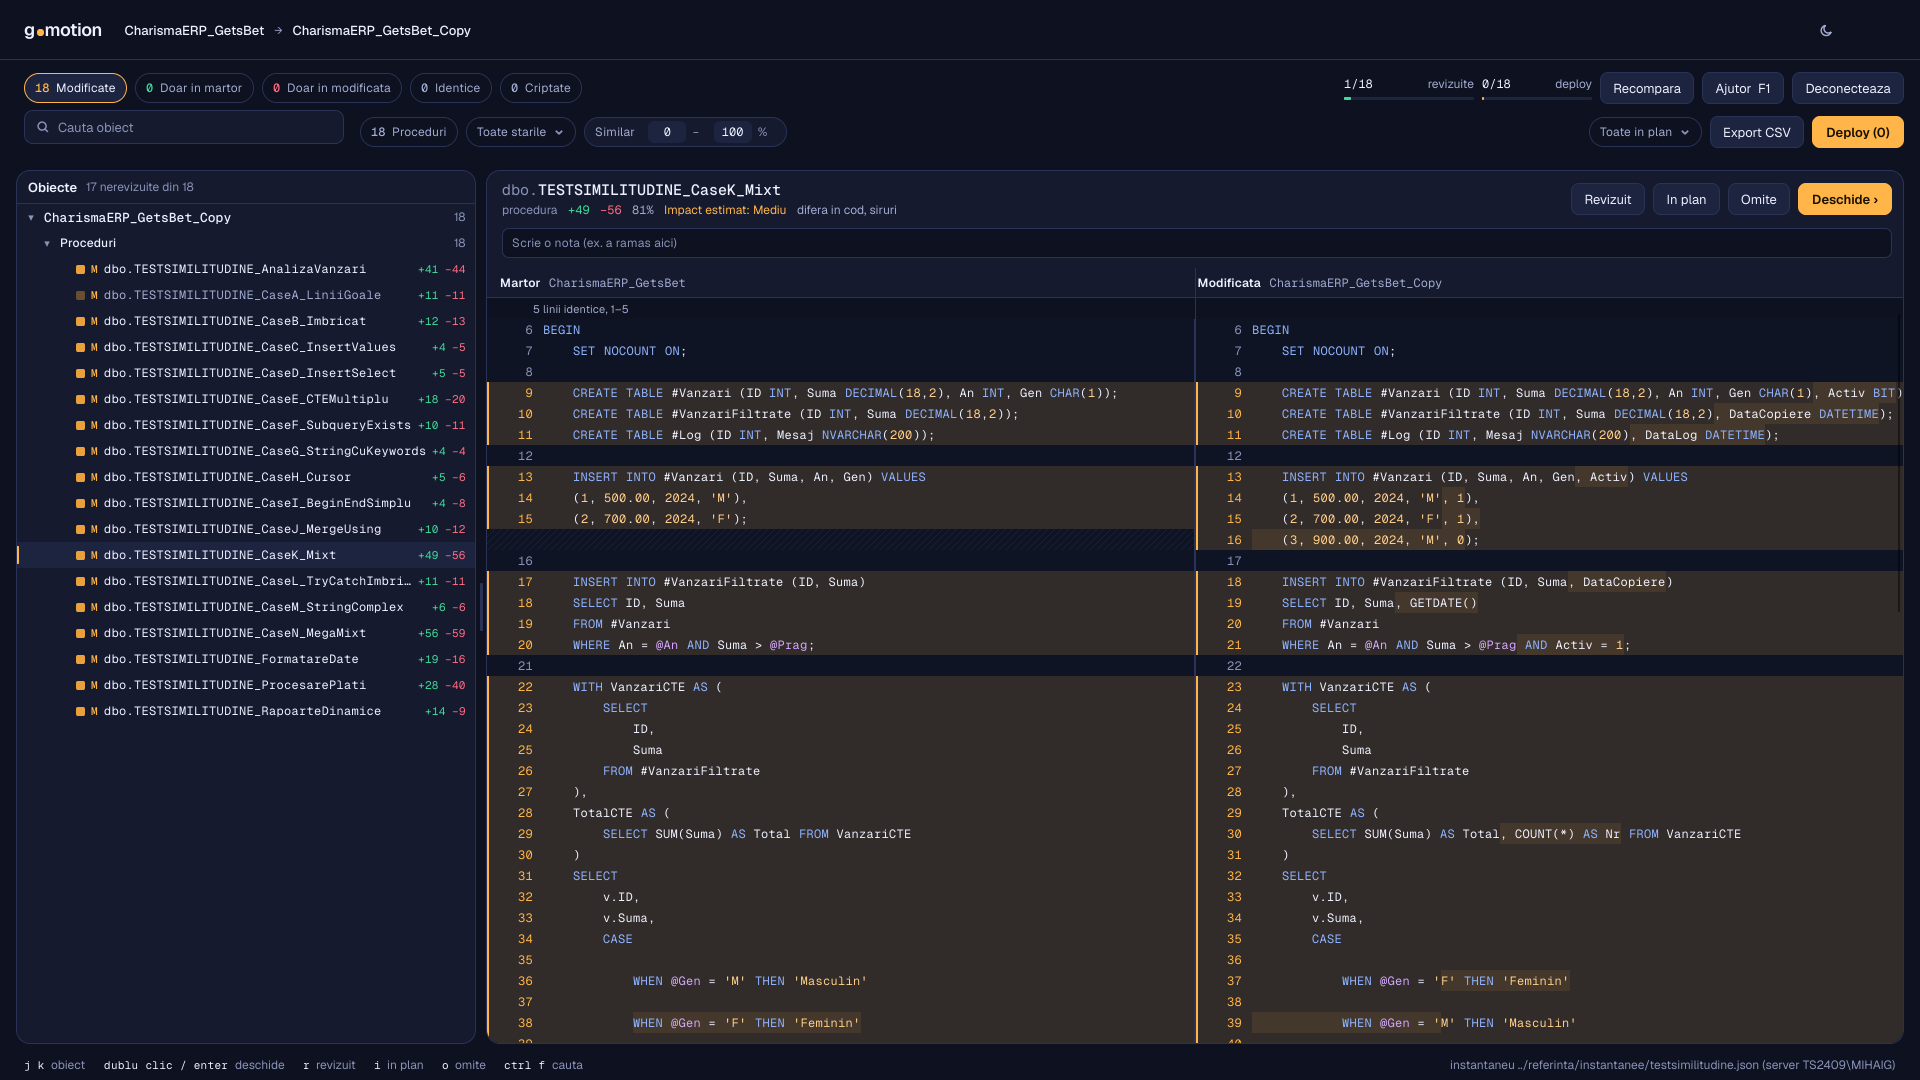 g●motion CharismaERP_GetsBet → CharismaERP_GetsBet_Copy
18 Modificate 0 Doar in martor 0 Doar in modificata 0 Identice 0 Criptate 1/18 revizuite 0/18 deploy Recompara Ajutor F1 Deconecteaza
Cauta obiect 18 Proceduri Toate starile Similar 0 – 100 % Toate in plan Export CSV Deploy (0)
Obiecte 17 nerevizuite din 18
CharismaERP_GetsBet_Copy 18
Proceduri 18
M dbo.TESTSIMILITUDINE_AnalizaVanzari +41 −44
M dbo.TESTSIMILITUDINE_CaseA_LiniiGoale +11 −11
M dbo.TESTSIMILITUDINE_CaseB_Imbricat +12 −13
M dbo.TESTSIMILITUDINE_CaseC_InsertValues +4 −5
M dbo.TESTSIMILITUDINE_CaseD_InsertSelect +5 −5
M dbo.TESTSIMILITUDINE_CaseE_CTEMultiplu +18 −20
M dbo.TESTSIMILITUDINE_CaseF_SubqueryExists +10 −11
M dbo.TESTSIMILITUDINE_CaseG_StringCuKeywords +4 −4
M dbo.TESTSIMILITUDINE_CaseH_Cursor +5 −6
M dbo.TESTSIMILITUDINE_CaseI_BeginEndSimplu +4 −8
M dbo.TESTSIMILITUDINE_CaseJ_MergeUsing +10 −12
M dbo.TESTSIMILITUDINE_CaseK_Mixt +49 −56
M dbo.TESTSIMILITUDINE_CaseL_TryCatchImbri… +11 −11
M dbo.TESTSIMILITUDINE_CaseM_StringComplex +6 −6
M dbo.TESTSIMILITUDINE_CaseN_MegaMixt +56 −59
M dbo.TESTSIMILITUDINE_FormatareDate +19 −16
M dbo.TESTSIMILITUDINE_ProcesarePlati +28 −40
M dbo.TESTSIMILITUDINE_RapoarteDinamice +14 −9
dbo.TESTSIMILITUDINE_CaseK_Mixt
procedura +49 −56 81% Impact estimat: Mediu difera in cod, siruri
Revizuit In plan Omite Deschide ›
Scrie o nota (ex. a ramas aici)
Martor CharismaERP_GetsBet
5 linii identice, 1–5
6 BEGIN
7 SET NOCOUNT ON;
8
9 CREATE TABLE #Vanzari (ID INT, Suma DECIMAL(18,2), An INT, Gen CHAR(1));
10 CREATE TABLE #VanzariFiltrate (ID INT, Suma DECIMAL(18,2));
11 CREATE TABLE #Log (ID INT, Mesaj NVARCHAR(200));
12
13 INSERT INTO #Vanzari (ID, Suma, An, Gen) VALUES
14 (1, 500.00, 2024, 'M'),
15 (2, 700.00, 2024, 'F');
16
17 INSERT INTO #VanzariFiltrate (ID, Suma)
18 SELECT ID, Suma
19 FROM #Vanzari
20 WHERE An = @An AND Suma > @Prag;
21
22 WITH VanzariCTE AS (
23 SELECT
24 ID,
25 Suma
26 FROM #VanzariFiltrate
27 ),
28 TotalCTE AS (
29 SELECT SUM(Suma) AS Total FROM VanzariCTE
30 )
31 SELECT
32 v.ID,
33 v.Suma,
34 CASE
35
36 WHEN @Gen = 'M' THEN 'Masculin'
37
38 WHEN @Gen = 'F' THEN 'Feminin'
39
Modificata CharismaERP_GetsBet_Copy
6 BEGIN
7 SET NOCOUNT ON;
8
9 CREATE TABLE #Vanzari (ID INT, Suma DECIMAL(18,2), An INT, Gen CHAR(1), Activ BIT)
10 CREATE TABLE #VanzariFiltrate (ID INT, Suma DECIMAL(18,2), DataCopiere DATETIME);
11 CREATE TABLE #Log (ID INT, Mesaj NVARCHAR(200), DataLog DATETIME);
12
13 INSERT INTO #Vanzari (ID, Suma, An, Gen, Activ) VALUES
14 (1, 500.00, 2024, 'M', 1),
15 (2, 700.00, 2024, 'F', 1),
16 (3, 900.00, 2024, 'M', 0);
17
18 INSERT INTO #VanzariFiltrate (ID, Suma, DataCopiere)
19 SELECT ID, Suma, GETDATE()
20 FROM #Vanzari
21 WHERE An = @An AND Suma > @Prag AND Activ = 1;
22
23 WITH VanzariCTE AS (
24 SELECT
25 ID,
26 Suma
27 FROM #VanzariFiltrate
28 ),
29 TotalCTE AS (
30 SELECT SUM(Suma) AS Total, COUNT(*) AS Nr FROM VanzariCTE
31 )
32 SELECT
33 v.ID,
34 v.Suma,
35 CASE
36
37 WHEN @Gen = 'F' THEN 'Feminin'
38
39 WHEN @Gen = 'M' THEN 'Masculin'
40
j k obiect dublu clic / enter deschide r revizuit i in plan o omite ctrl f cauta instantaneu ../referinta/instantanee/testsimilitudine.json (server TS2409\MIHAIG)